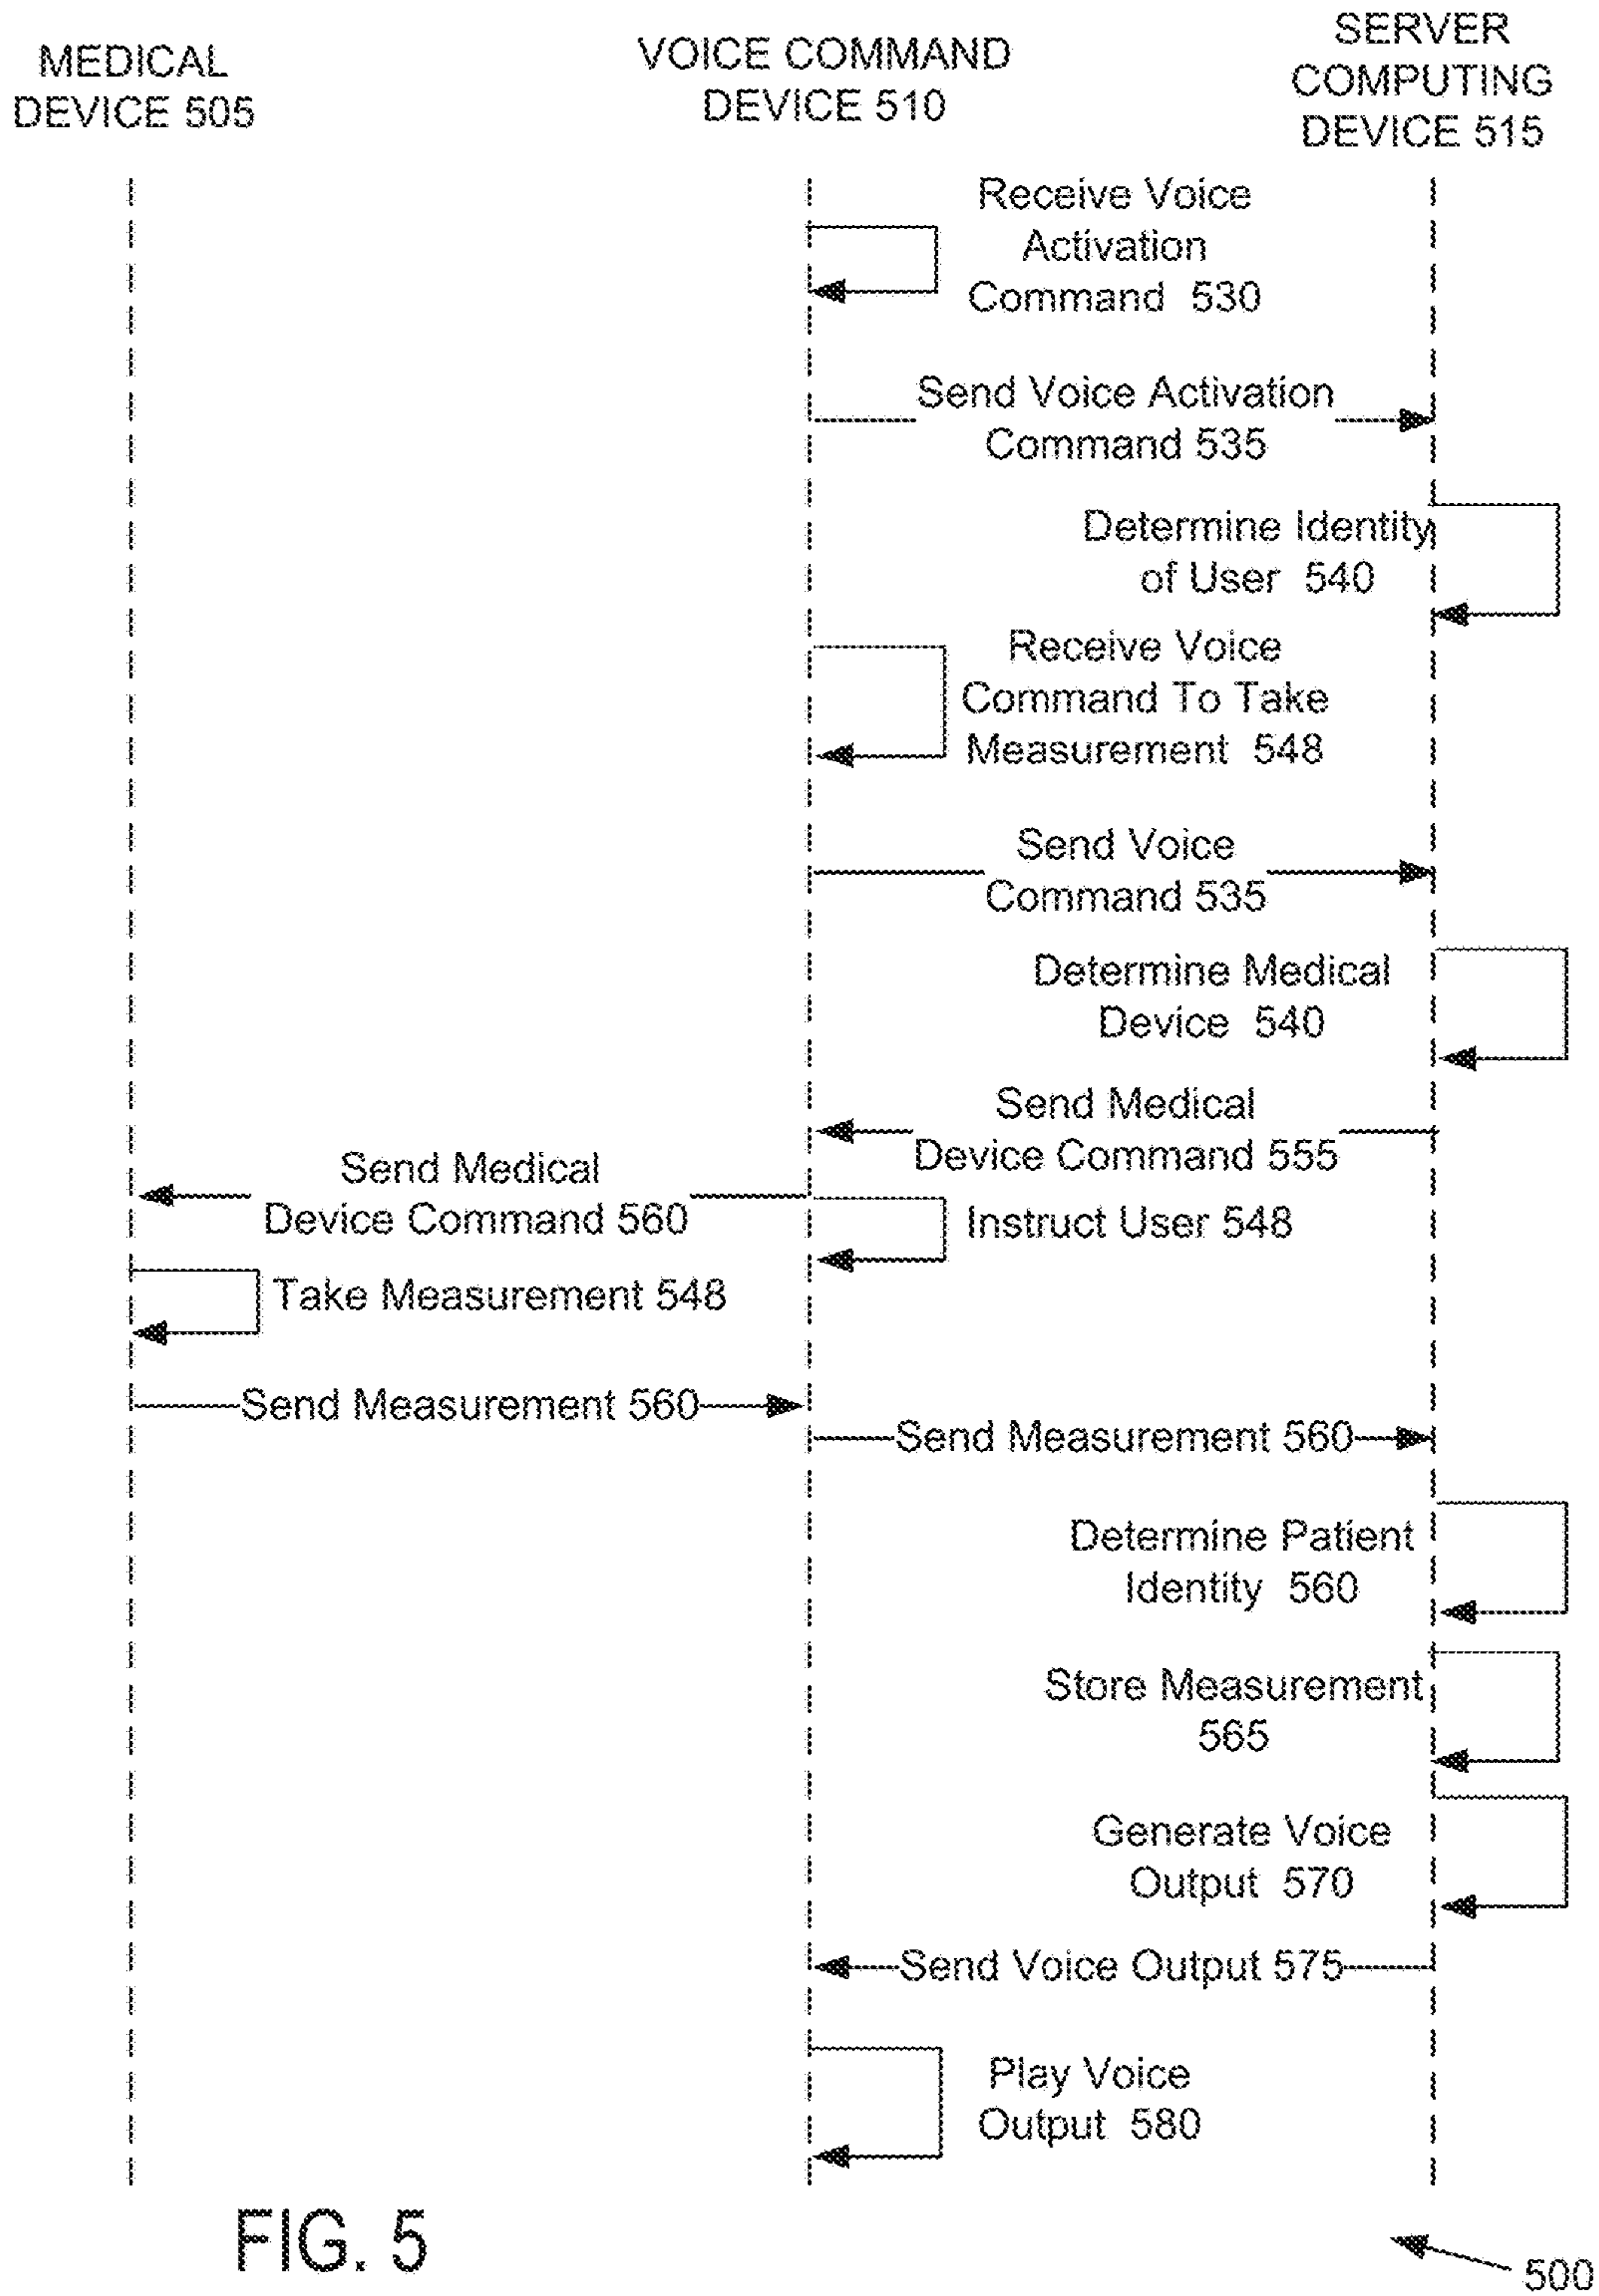 MEDICAL
DEVICE 505
VOICE COMMAND
DEVICE 510
SERVER
COMPUTING
DEVICE 515
Receive Voice
Activation
Command 530
Send Voice Activation
Command 535
Determine Identity
of User 540
Receive Voice
Command To Take
Measurement 548
Send Voice
Command 535
Determine Medical
Device 540
Send Medical
Device Command 555
Send Medical
Device Command 560
Instruct User 548
Take Measurement 548
Send Measurement 560
Send Measurement 560
Determine Patient
Identity 560
Store Measurement
565
Generate Voice
Output 570
Send Voice Output 575
Play Voice
Output 580
FIG. 5
500